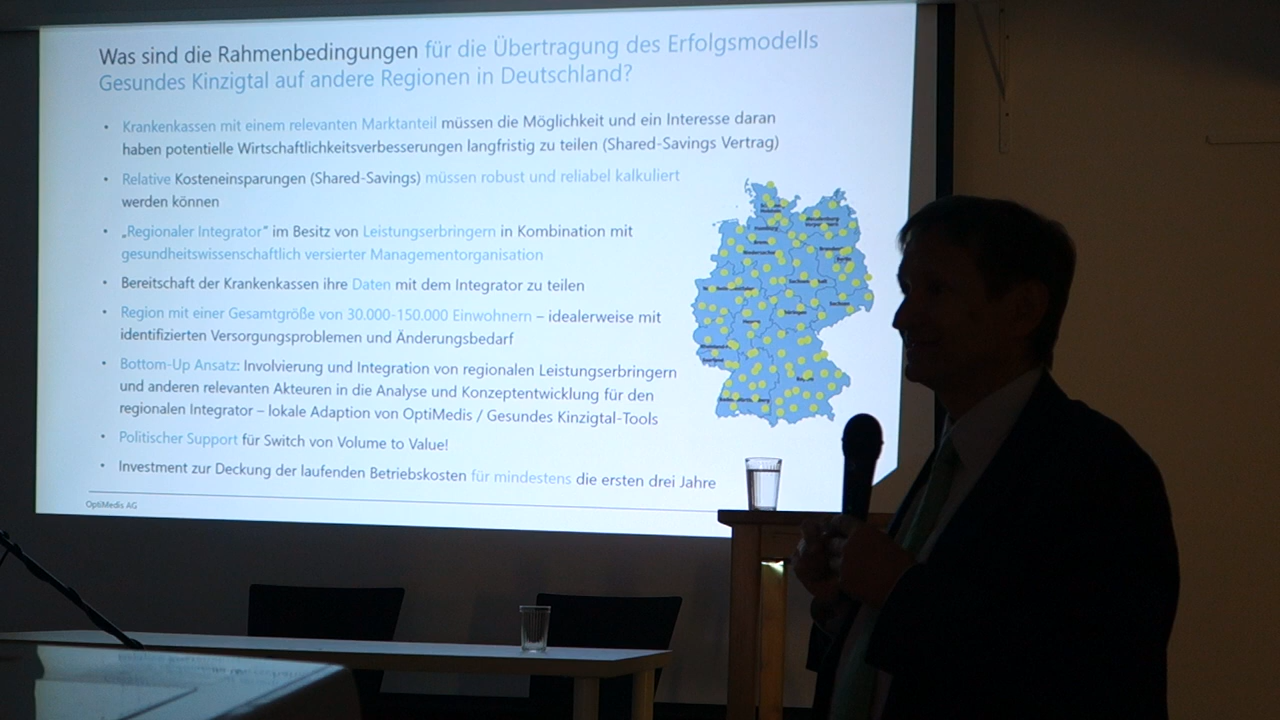 Was sind die Rahmenbedingungen für die Übertragung des Erfolgsmodells
Gesundes Kinzigtal auf andere Regionen in Deutschland?
• Krankenkassen mit einem relevanten Marktanteil müssen die Möglichkeit und ein Interesse daran
haben potentielle Wirtschaftlichkeitsverbesserungen langfristig zu teilen (Shared-Savings Vertrag)
• Relative Kosteneinsparungen (Shared-Savings) müssen robust und reliabel kalkuliert
werden können
• „Regionaler Integrator" im Besitz von Leistungserbringern in Kombination mit
gesundheitswissenschaftlich versierter Managementorganisation
• Bereitschaft der Krankenkassen ihre Daten mit dem Integrator zu teilen
• Region mit einer Gesamtgröße von 30.000-150.000 Einwohnern – idealerweise mit
identifizierten Versorgungsproblemen und Änderungsbedarf
• Bottom-Up Ansatz: Involvierung und Integration von regionalen Leistungserbringern
und anderen relevanten Akteuren in die Analyse und Konzeptentwicklung für den
regionalen Integrator – lokale Adaption von OptiMedis / Gesundes Kinzigtal-Tools
• Politischer Support für Switch von Volume to Value!
• Investment zur Deckung der laufenden Betriebskosten für mindestens die ersten drei Jahre
OptiMedis AG